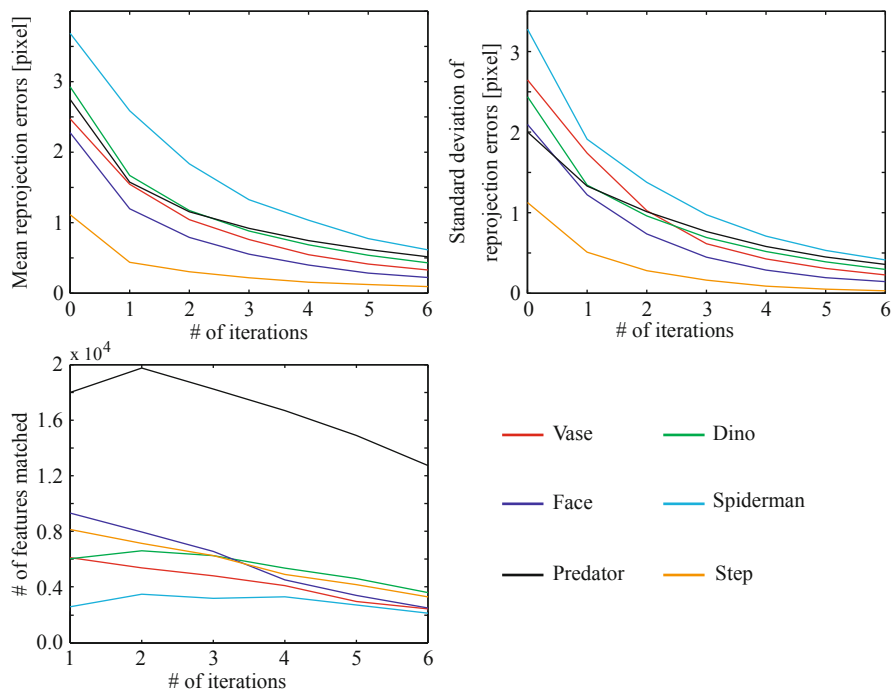 Mean reprojection errors [pixel]
3
2
1
0
0 1 2 3 4 5 6
# of iterations
Standard deviation of
reprojection errors [pixel]
3
2
1
0
0 1 2 3 4 5 6
# of iterations
x 10^4
# of features matched
2
1.6
1.2
0.8
0.4
0.0
1 2 3 4 5 6
# of iterations
Vase Dino
Face Spiderman
Predator Step